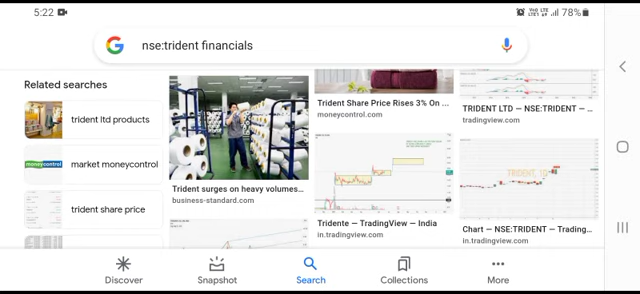 5:22
78%
nse:trident financials
Related searches
trident ltd products
moneycontrol
market moneycontrol
trident share price
Trident surges on heavy volumes...
business-standard.com
Trident Share Price Rises 3% On ...
moneycontrol.com
Tridente — TradingView — India
in.tradingview.com
TRIDENT LTD — NSE:TRIDENT — ...
tradingview.com
TRIDENT, 1D
Chart — NSE:TRIDENT — Trading...
in.tradingview.com
Discover
Snapshot
Search
Collections
More